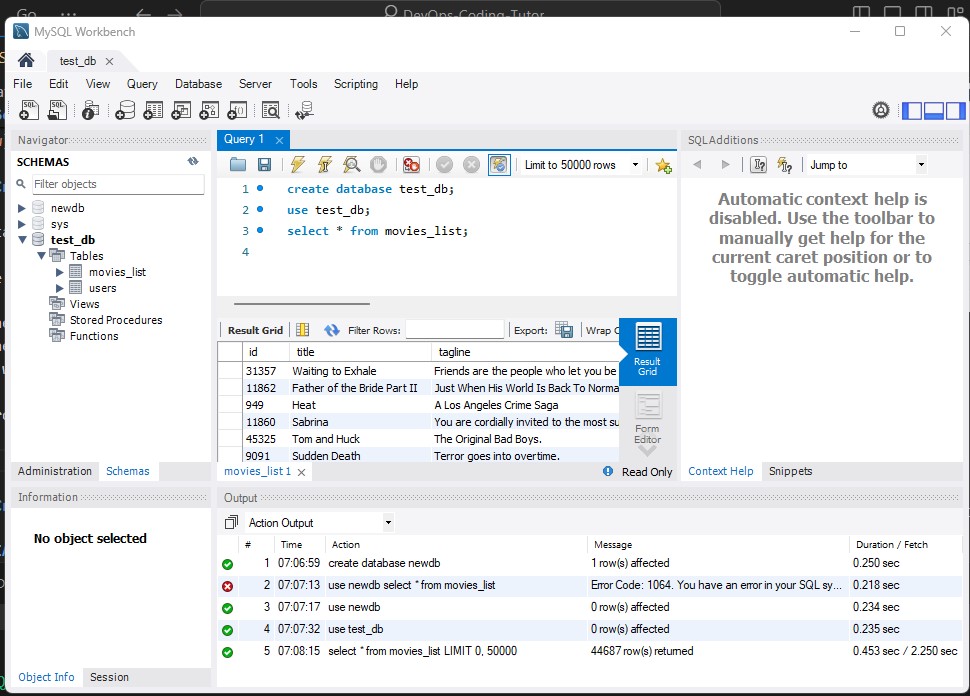 Go ...
DevOps-Coding-Tutor
MySQL Workbench
test_db
File Edit View Query Database Server Tools Scripting Help
Navigator
SCHEMAS
Filter objects
newdb
sys
test_db
Tables
movies_list
users
Views
Stored Procedures
Functions
Administration Schemas
Query 1
Limit to 50000 rows
1 create database test_db;
2 use test_db;
3 select * from movies_list;
4
Result Grid Filter Rows: Export: Wrap C
id title tagline
31357 Waiting to Exhale Friends are the people who let you be
11862 Father of the Bride Part II Just When His World Is Back To Norma
949 Heat A Los Angeles Crime Saga
11860 Sabrina You are cordially invited to the most su
45325 Tom and Huck The Original Bad Boys.
9091 Sudden Death Terror goes into overtime.
Result
Grid
Form
Editor
movies_list 1
Read Only
SQLAdditions
Jump to
Automatic context help is
disabled. Use the toolbar to
manually get help for the
current caret position or to
toggle automatic help.
Context Help Snippets
Information
No object selected
Object Info Session
Output
Action Output
# Time Action Message Duration / Fetch
1 07:06:59 create database newdb 1 row(s) affected 0.250 sec
2 07:07:13 use newdb select * from movies_list Error Code: 1064. You have an error in your SQL sy... 0.218 sec
3 07:07:17 use newdb 0 row(s) affected 0.234 sec
4 07:07:32 use test_db 0 row(s) affected 0.235 sec
5 07:08:15 select * from movies_list LIMIT 0, 50000 44687 row(s) returned 0.453 sec / 2.250 sec